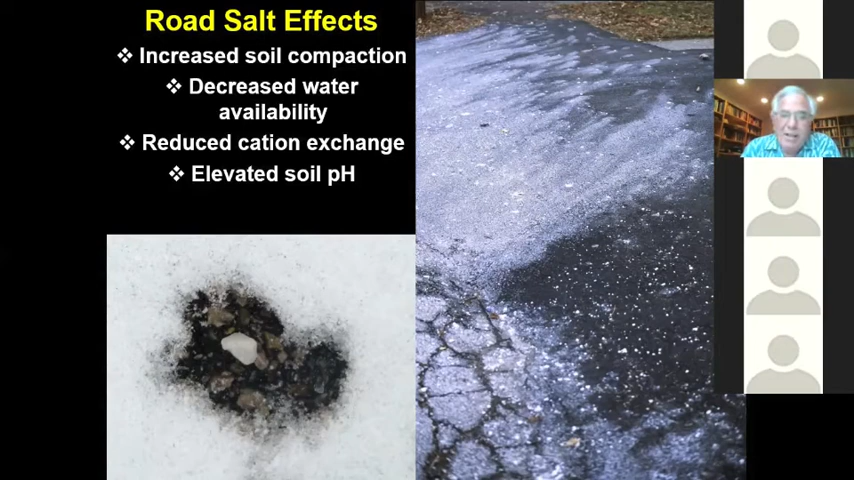 Road Salt Effects
❖ Increased soil compaction
❖ Decreased water
availability
❖ Reduced cation exchange
❖ Elevated soil pH